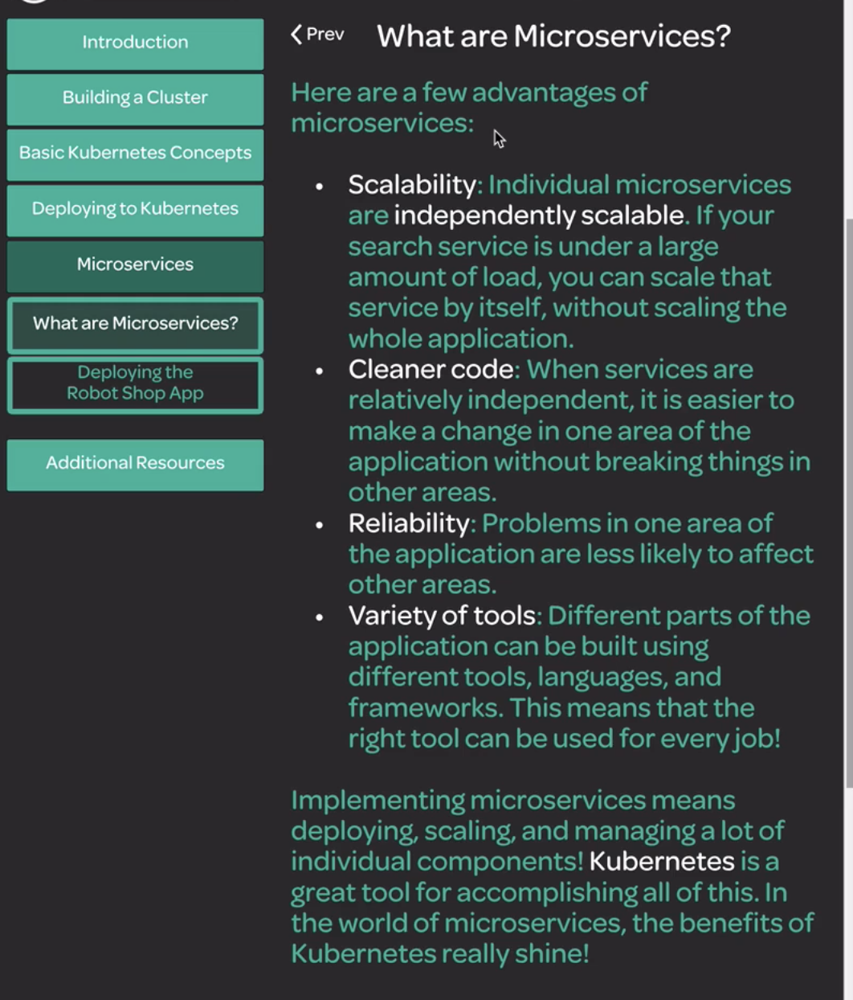 Introduction
Building a Cluster
Basic Kubernetes Concepts
Deploying to Kubernetes
Microservices
What are Microservices?
Deploying the
Robot Shop App
Additional Resources
Prev
What are Microservices?
Here are a few advantages of
microservices:
• Scalability: Individual microservices
are independently scalable. If your
search service is under a large
amount of load, you can scale that
service by itself, without scaling the
whole application.
• Cleaner code: When services are
relatively independent, it is easier to
make a change in one area of the
application without breaking things in
other areas.
• Reliability: Problems in one area of
the application are less likely to affect
other areas.
• Variety of tools: Different parts of the
application can be built using
different tools, languages, and
frameworks. This means that the
right tool can be used for every job!
Implementing microservices means
deploying, scaling, and managing a lot of
individual components! Kubernetes is a
great tool for accomplishing all of this. In
the world of microservices, the benefits of
Kubernetes really shine!